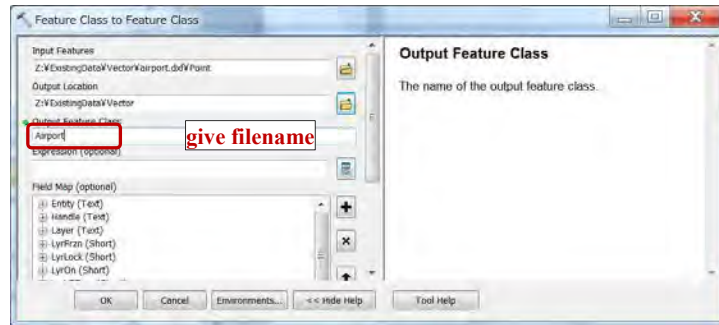 Feature Class to Feature Class
Input Features
Z:¥ExistingData¥Vector¥airport.dxf¥Point
Output Location
Z:¥ExistingData¥Vector
Output Feature Class
Airport
give filename
Expression (optional)
Field Map (optional)
Entity (Text)
Handle (Text)
Layer (Text)
LyrFrzn (Short)
LyrLock (Short)
LyrOn (Short)
OK
Cancel
Environments...
<< Hide Help
Tool Help
Output Feature Class
The name of the output feature class.